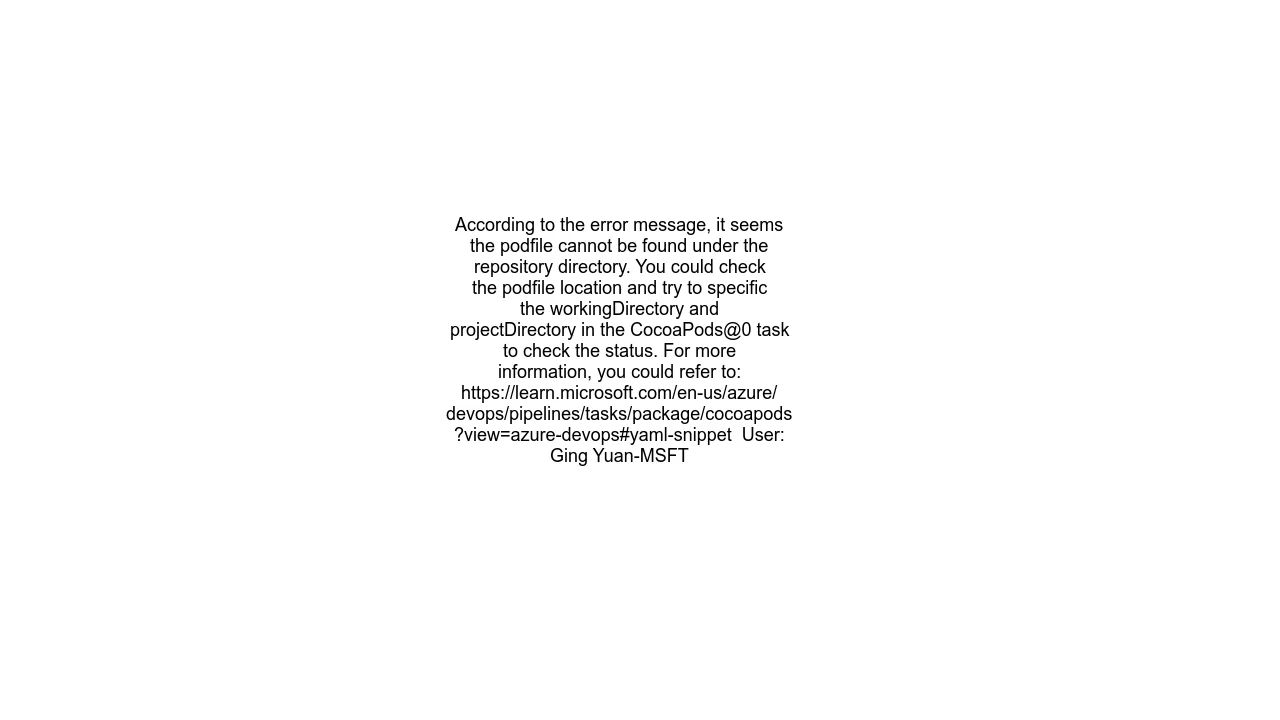 According to the error message, it seems
the podfile cannot be found under the
repository directory. You could check
the podfile location and try to specific
the workingDirectory and
projectDirectory in the CocoaPods@0 task
to check the status. For more
information, you could refer to:
https://learn.microsoft.com/en-us/azure/
devops/pipelines/tasks/package/cocoapods
?view=azure-devops#yaml-snippet  User:
Ging Yuan-MSFT